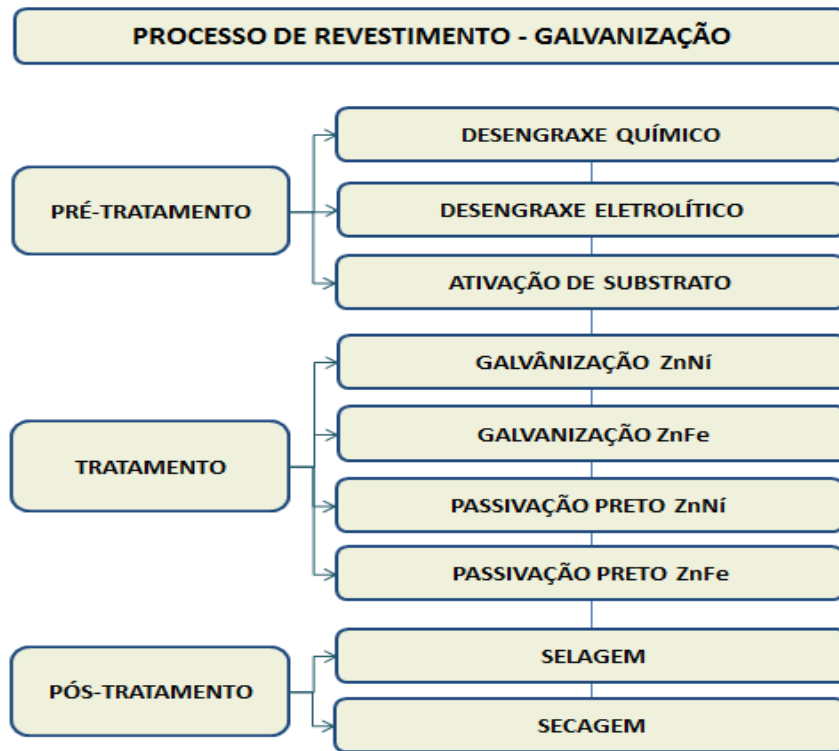 PROCESSO DE REVESTIMENTO - GALVANIZAÇÃO
PRÉ-TRATAMENTO
DESENGRAXE QUÍMICO
DESENGRAXE ELETROLÍTICO
ATIVAÇÃO DE SUBSTRATO
TRATAMENTO
GALVÂNIZAÇÃO ZnNí
GALVANIZAÇÃO ZnFe
PASSIVAÇÃO PRETO ZnNí
PASSIVAÇÃO PRETO ZnFe
PÓS-TRATAMENTO
SELAGEM
SECAGEM